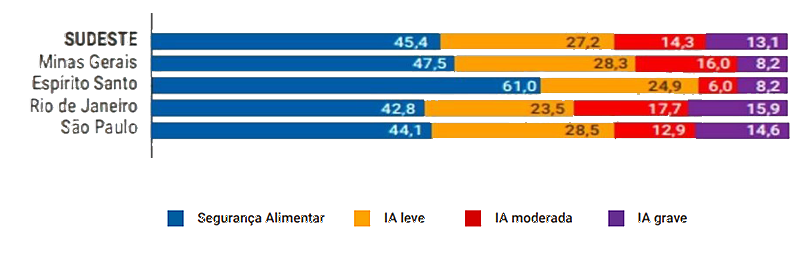 SUDESTE 45,4 27,2 14,3 13,1
Minas Gerais 47,5 28,3 16,0 8,2
Espírito Santo 61,0 24,9 6,0 8,2
Rio de Janeiro 42,8 23,5 17,7 15,9
São Paulo 44,1 28,5 12,9 14,6
Segurança Alimentar IA leve IA moderada IA grave